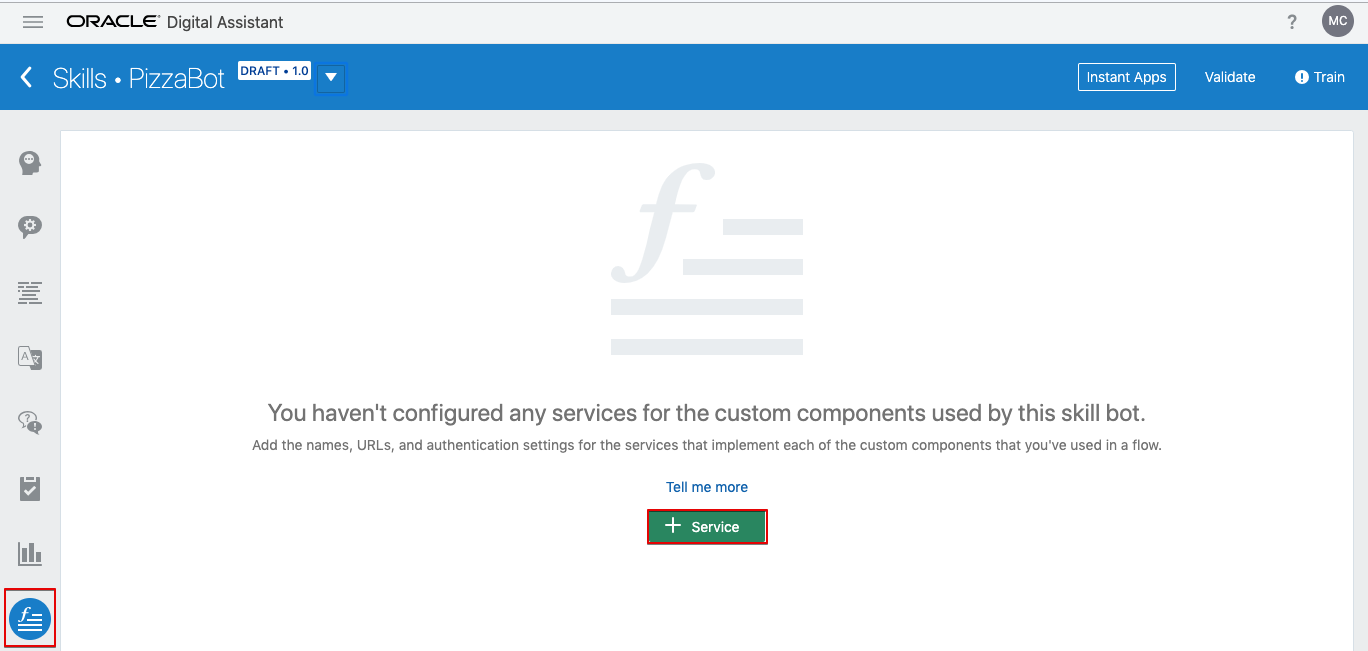 ORACLE® Digital Assistant
? MC
Skills • PizzaBot DRAFT • 1.0
Instant Apps Validate Train
You haven't configured any services for the custom components used by this skill bot.
Add the names, URLs, and authentication settings for the services that implement each of the custom components that you've used in a flow.
Tell me more
+ Service